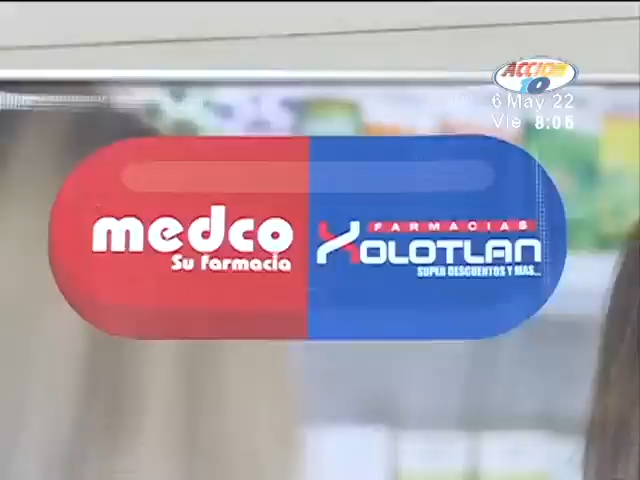 ACCION
10
6 May 22
Vie 8:06
medco
Su farmacia
FARMACIAS
XOLOTLAN
SUPER DESCUENTOS Y MAS...